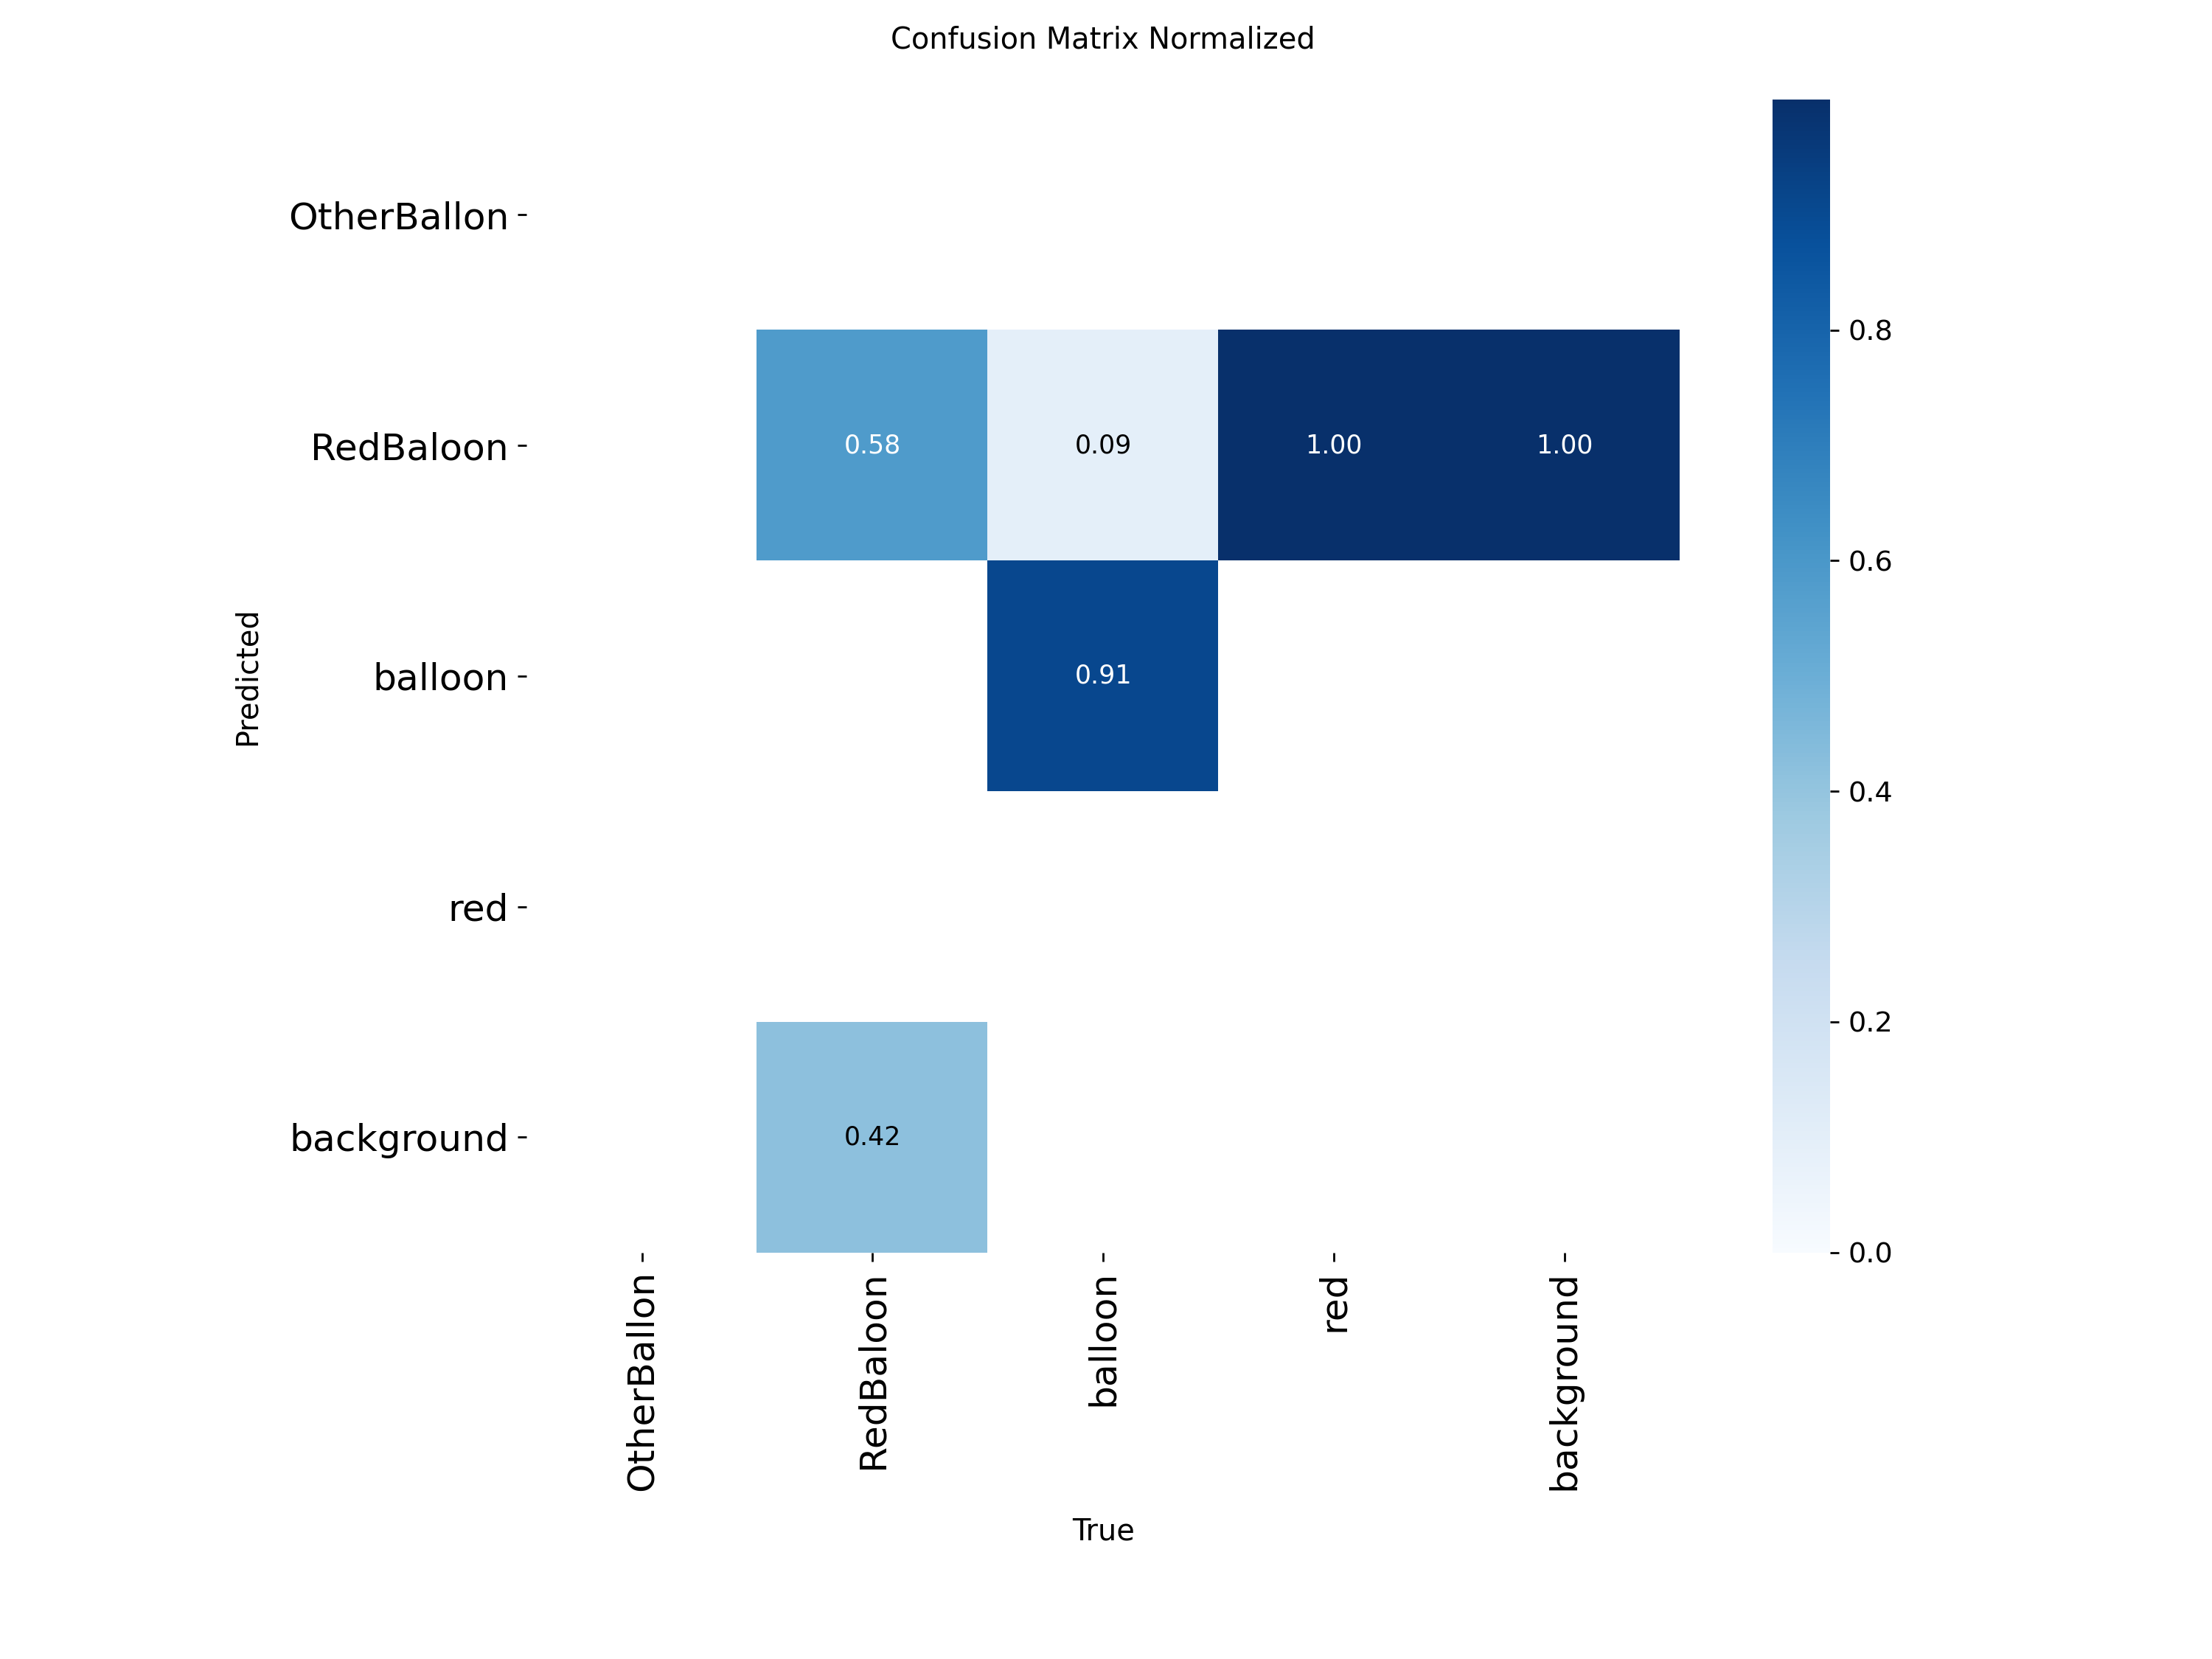 Confusion Matrix Normalized
OtherBallon
RedBaloon
balloon
red
background
Predicted
0.58
0.09
1.00
1.00
0.91
0.42
0.8
0.6
0.4
0.2
0.0
OtherBallon
RedBaloon
balloon
red
background
True